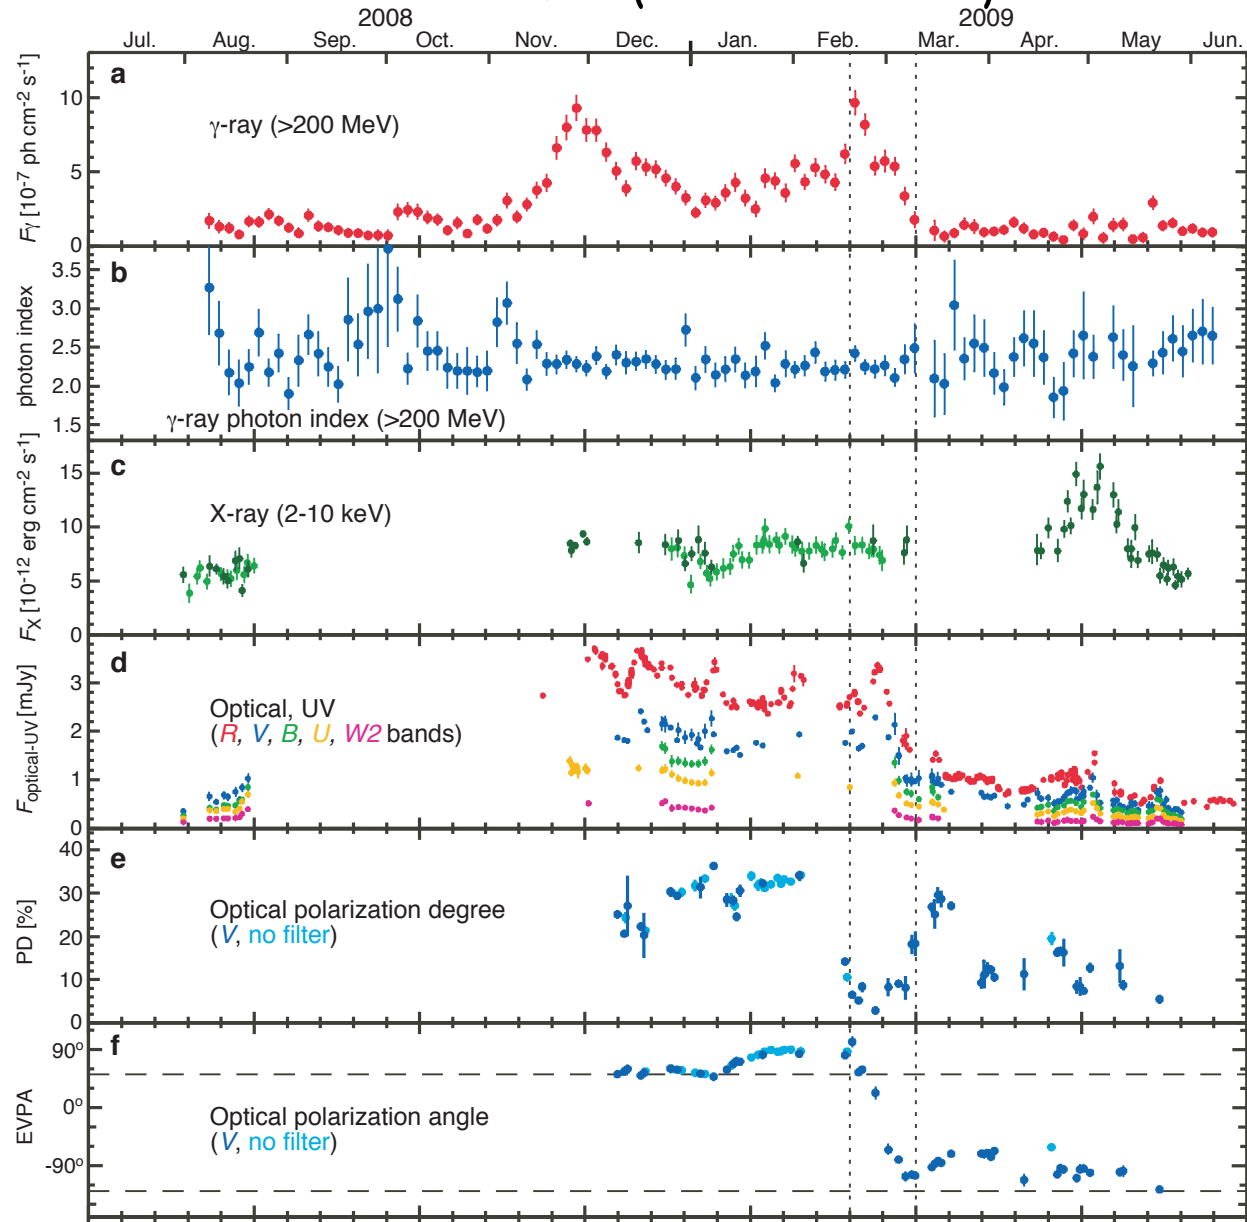 2008 2009
Jul. Aug. Sep. Oct. Nov. Dec. Jan. Feb. Mar. Apr. May Jun.
a
γ-ray (>200 MeV)
Fγ [10-7 ph cm-2 s-1]
10
5
0
b
γ-ray photon index (>200 MeV)
photon index
3.5
3.0
2.5
2.0
1.5
c
X-ray (2-10 keV)
FX [10-12 erg cm-2 s-1]
15
10
5
0
d
Optical, UV
(R, V, B, U, W2 bands)
Foptical-UV [mJy]
3
2
1
0
e
Optical polarization degree
(V, no filter)
PD [%]
40
30
20
10
0
f
Optical polarization angle
(V, no filter)
EVPA
90o
0o
-90o